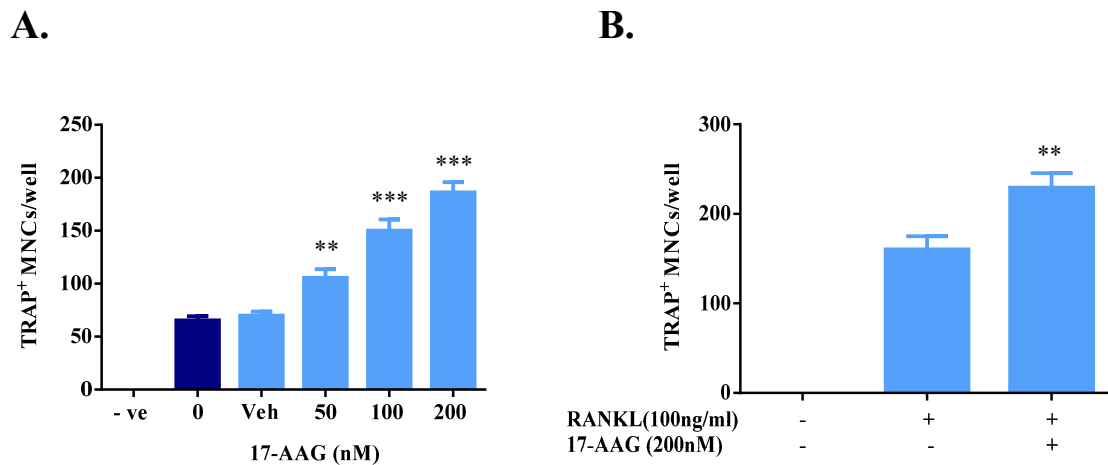 A.
B.
TRAP+ MNCs/well
250
200
150
100
50
0
** *** ***
- ve 0 Veh 50 100 200
17-AAG (nM)
TRAP+ MNCs/well
300
200
100
0
**
RANKL(100ng/ml) - + +
17-AAG (200nM) - - +